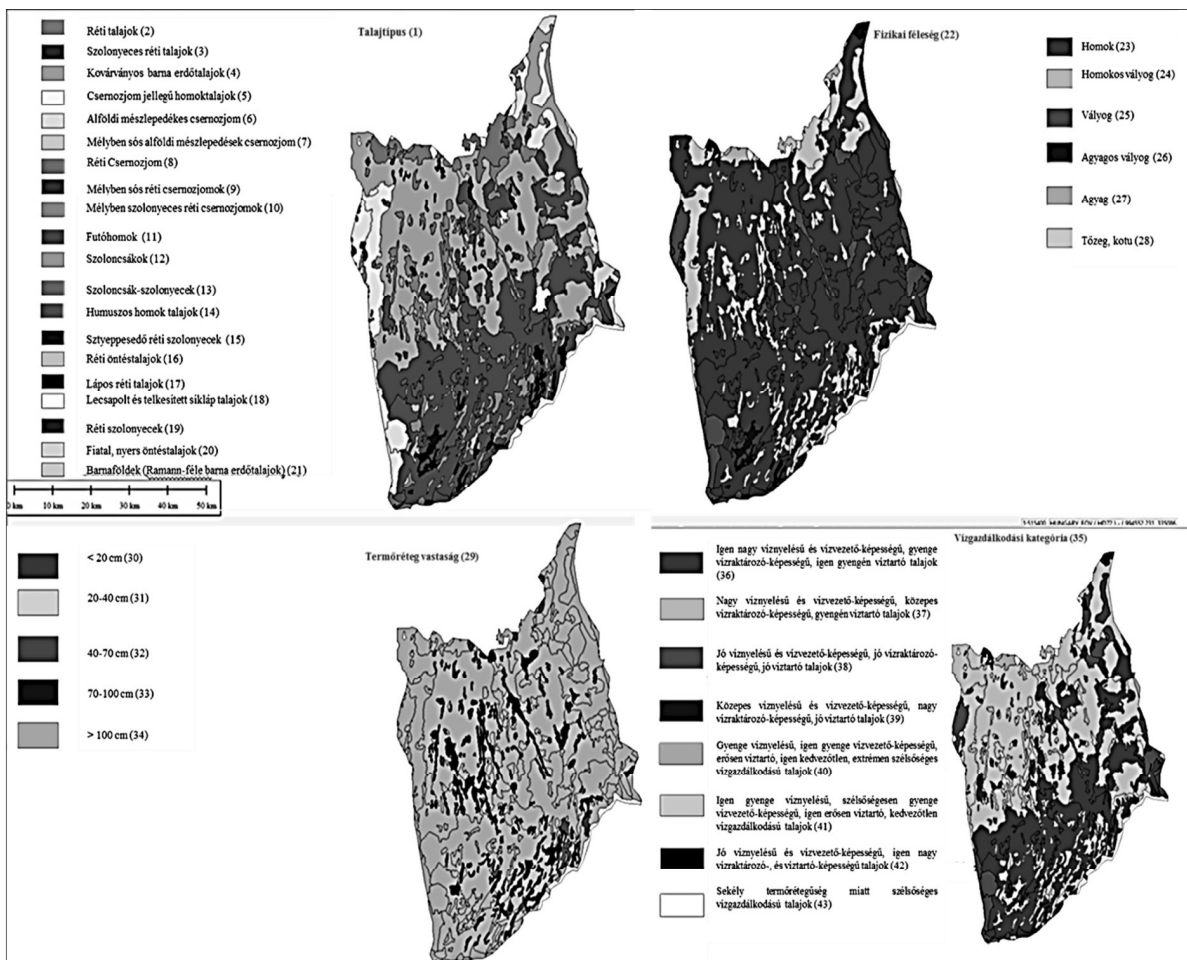 Talajtípus (1)
Réti talajok (2)
Szolonyeces réti talajok (3)
Kovárványos barna erdőtalajok (4)
Csernozjom jellegű homoktalajok (5)
Alföldi mészlepedékes csernozjom (6)
Mélyben sós alföldi mészlepedések csernozjom (7)
Réti Csernozjom (8)
Mélyben sós réti csernozjomok (9)
Mélyben szolonyeces réti csernozjomok (10)
Futóhomok (11)
Szoloncsákok (12)
Szoloncsák-szolonyecek (13)
Humuszos homok talajok (14)
Sztyeppesedő réti szolonyecek (15)
Réti öntéstalajok (16)
Lápos réti talajok (17)
Lecsapolt és telkesített síkláp talajok (18)
Réti szolonyecek (19)
Fiatal, nyers öntéstalajok (20)
Barnaföldek (Ramann-féle barna erdőtalajok) (21)
0 km 10 km 20 km 30 km 40 km 50 km
Fizikai féleség (22)
Homok (23)
Homokos vályog (24)
Vályog (25)
Agyagos vályog (26)
Agyag (27)
Tőzeg, kotu (28)
Termőréteg vastaság (29)
< 20 cm (30)
20-40 cm (31)
40-70 cm (32)
70-100 cm (33)
> 100 cm (34)
Vízgazdálkodási kategória (35)
Igen nagy víznyelésű és vízvezető-képességű, gyenge
vízraktározó-képességű, igen gyengén víztartó talajok
(36)
Nagy víznyelésű és vízvezető-képességű, közepes
vízraktározó-képességű, gyengén víztartó talajok (37)
Jó víznyelésű és vízvezető-képességű, jó vízraktározó-
képességű, jó víztartó talajok (38)
Közepes víznyelésű és vízvezető-képességű, nagy
vízraktározó-képességű, jó víztartó talajok (39)
Gyenge víznyelésű, igen gyenge vízvezető-képességű,
erősen víztartó, igen kedvezőtlen, extrémen szélsőséges
vízgazdálkodású talajok (40)
Igen gyenge víznyelésű, szélsőségesen gyenge
vízvezető-képességű, igen erősen víztartó, kedvezőtlen
vízgazdálkodású talajok (41)
Jó víznyelésű és vízvezető-képességű, igen nagy
vízraktározó-, és víztartó-képességű talajok (42)
Sekély termőrétegűség miatt szélsőséges
vízgazdálkodású talajok (43)